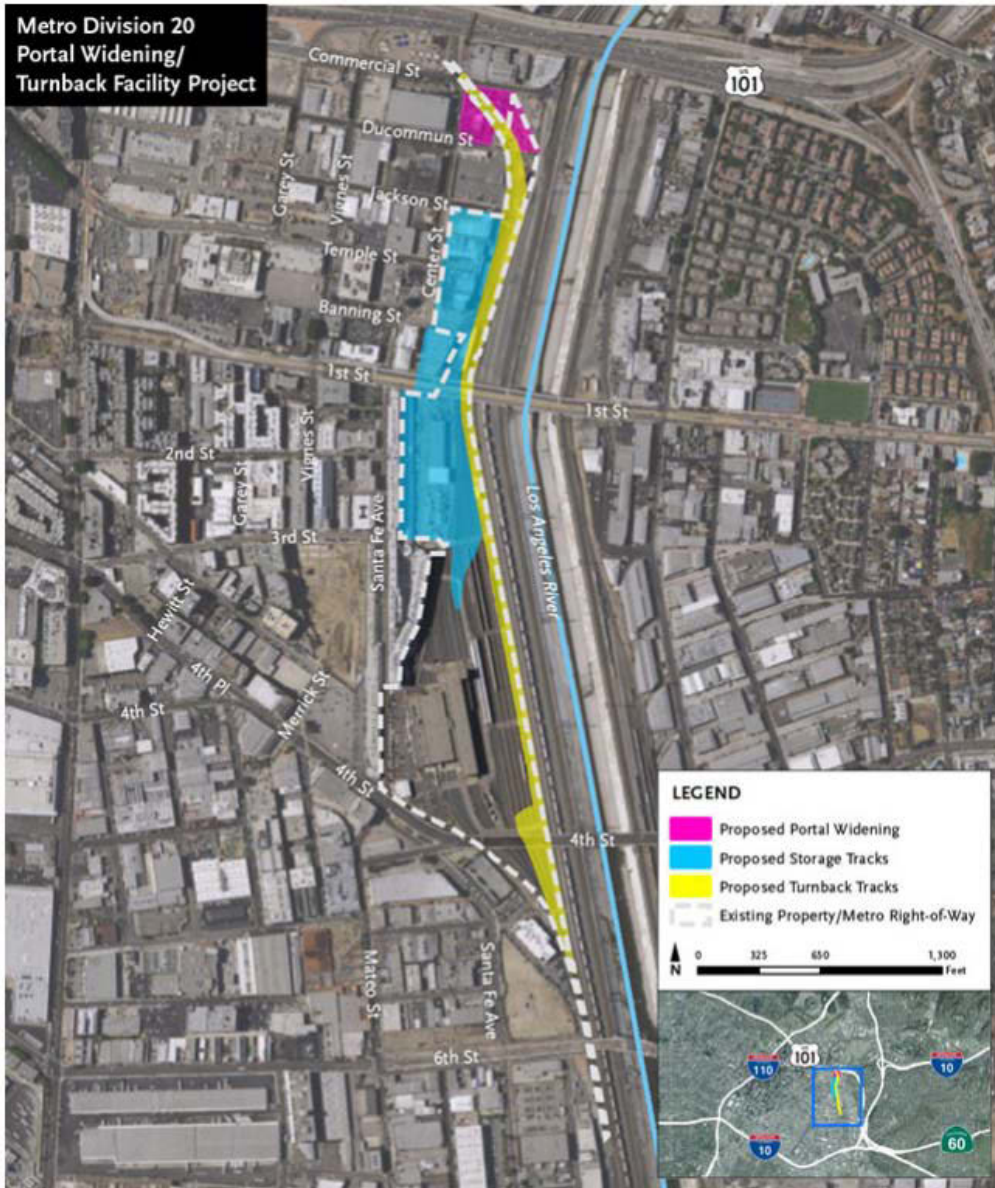 Metro Division 20
Portal Widening/
Turnback Facility Project
Commercial St
US
101
Ducommun St
Garey St
Vignes St
Jackson St
Center St
Temple St
Banning St
1st St
1st St
2nd St
Vignes St
Garey St
3rd St
Santa Fe Ave
Los Angeles River
Hewitt St
4th Pl
4th St
Merrick St
4th St
4th St
Mateo St
Santa Fe Ave
6th St
LEGEND
Proposed Portal Widening
Proposed Storage Tracks
Proposed Turnback Tracks
Existing Property/Metro Right-of-Way
N
0 325 650 1,300
Feet
US
101
110
10
10
60